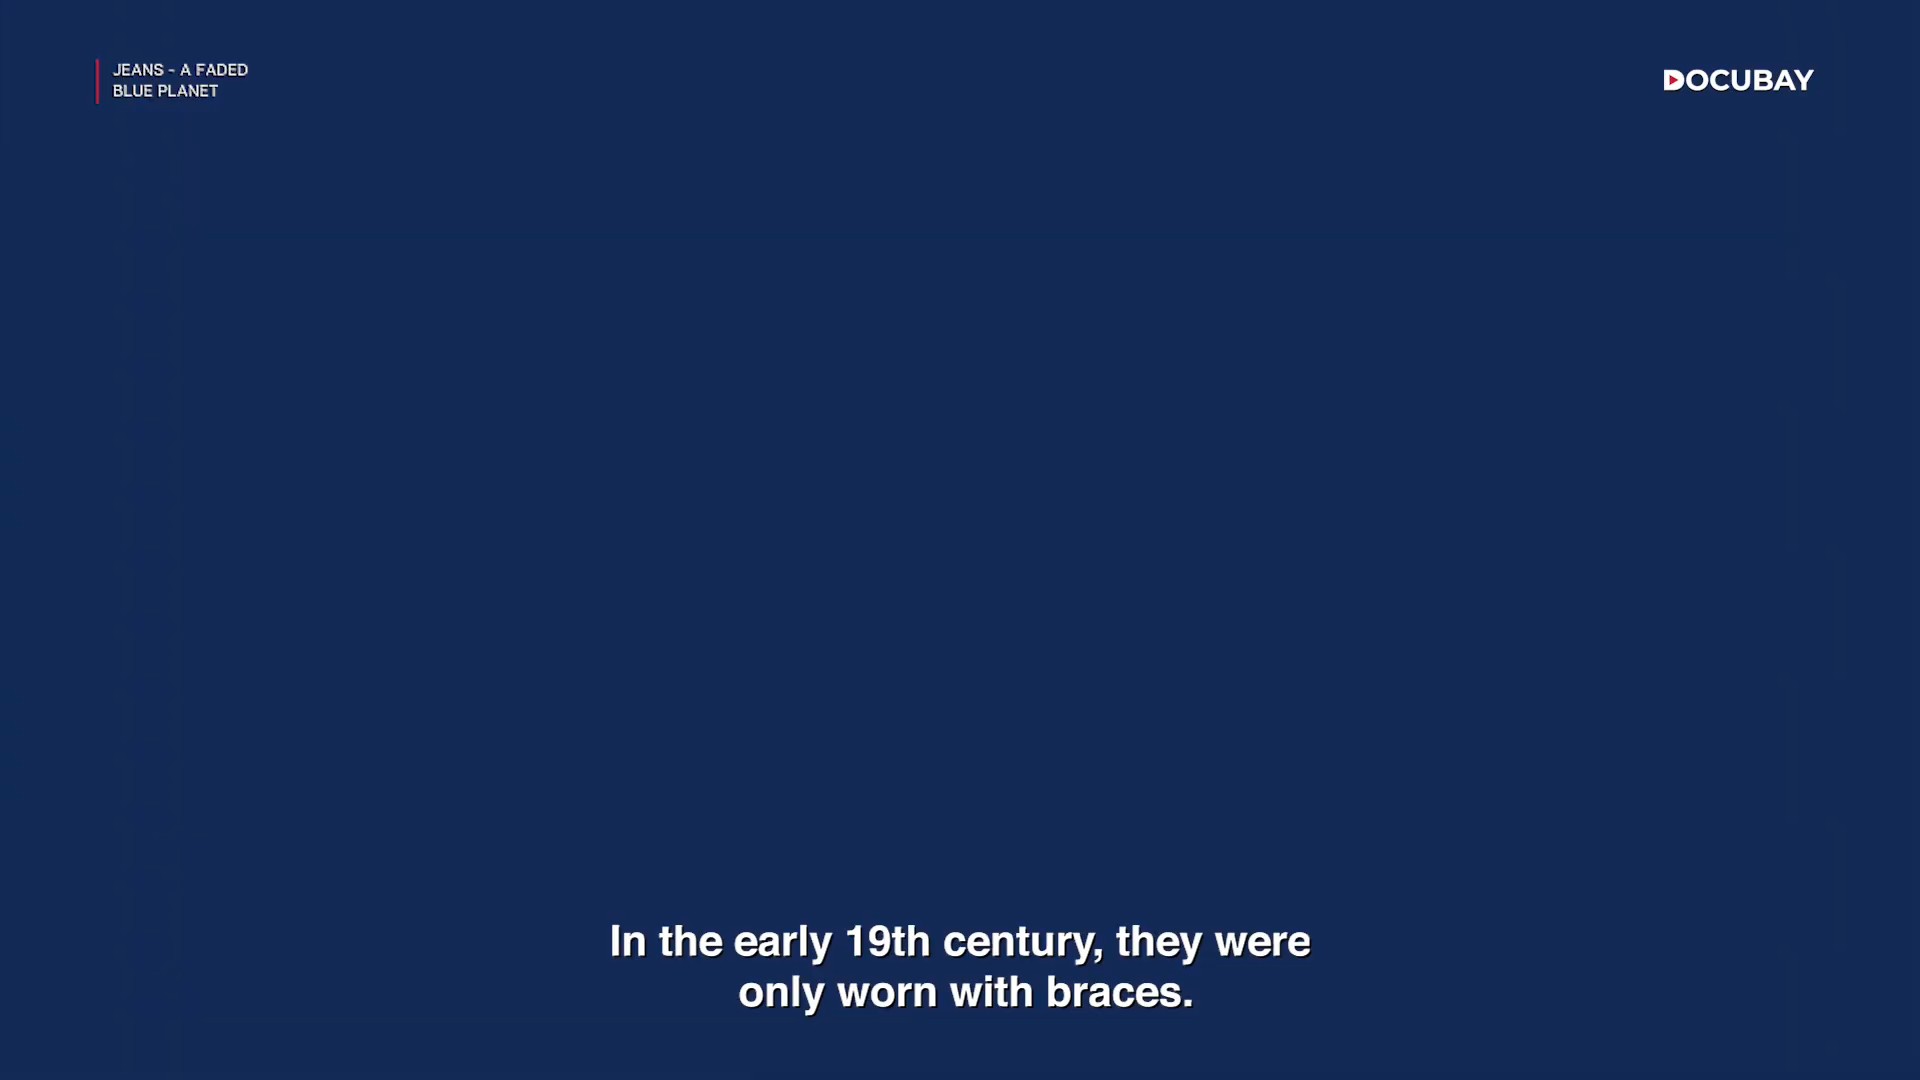 JEANS - A FADED
BLUE PLANET
DOCUBAY
In the early 19th century, they were
only worn with braces.